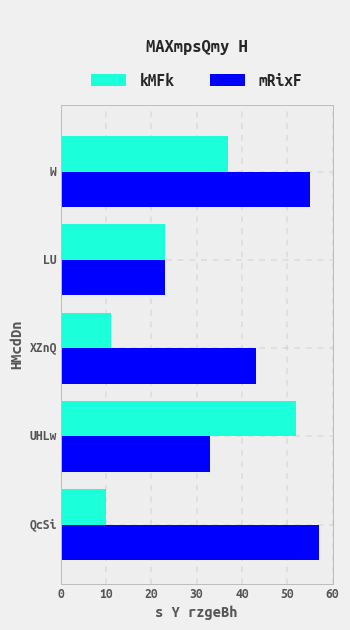 MAXmpsQmy H
kMFk mRixF
HMcdDn
W
LU
XZnQ
UHLw
QcSi
0 10 20 30 40 50 60
s Y rzgeBh